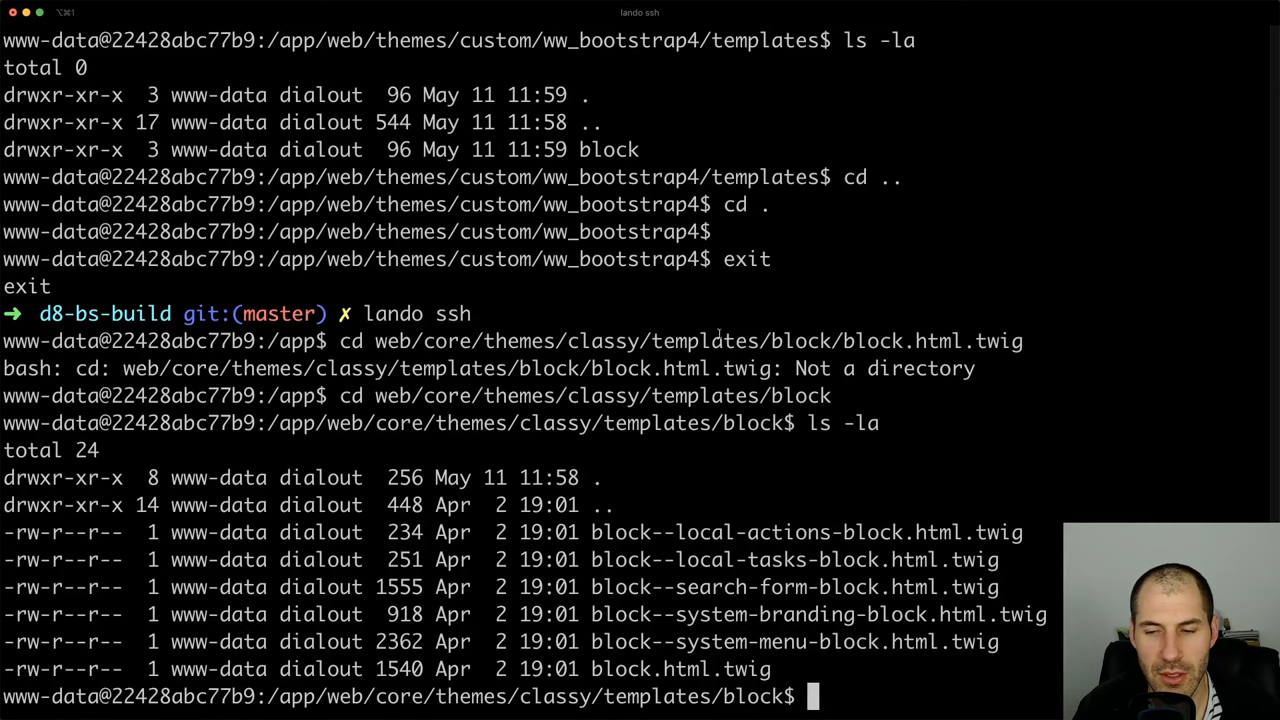 ⌥⌘1
lando ssh
www-data@22428abc77b9:/app/web/themes/custom/ww_bootstrap4/templates$ ls -la
total 0
drwxr-xr-x  3 www-data dialout  96 May 11 11:59 .
drwxr-xr-x 17 www-data dialout 544 May 11 11:58 ..
drwxr-xr-x  3 www-data dialout  96 May 11 11:59 block
www-data@22428abc77b9:/app/web/themes/custom/ww_bootstrap4/templates$ cd ..
www-data@22428abc77b9:/app/web/themes/custom/ww_bootstrap4$ cd .
www-data@22428abc77b9:/app/web/themes/custom/ww_bootstrap4$
www-data@22428abc77b9:/app/web/themes/custom/ww_bootstrap4$ exit
exit
➜  d8-bs-build git:(master) ✗ lando ssh
www-data@22428abc77b9:/app$ cd web/core/themes/classy/templates/block/block.html.twig
bash: cd: web/core/themes/classy/templates/block/block.html.twig: Not a directory
www-data@22428abc77b9:/app$ cd web/core/themes/classy/templates/block
www-data@22428abc77b9:/app/web/core/themes/classy/templates/block$ ls -la
total 24
drwxr-xr-x  8 www-data dialout  256 May 11 11:58 .
drwxr-xr-x 14 www-data dialout  448 Apr  2 19:01 ..
-rw-r--r--  1 www-data dialout  234 Apr  2 19:01 block--local-actions-block.html.twig
-rw-r--r--  1 www-data dialout  251 Apr  2 19:01 block--local-tasks-block.html.twig
-rw-r--r--  1 www-data dialout 1555 Apr  2 19:01 block--search-form-block.html.twig
-rw-r--r--  1 www-data dialout  918 Apr  2 19:01 block--system-branding-block.html.twig
-rw-r--r--  1 www-data dialout 2362 Apr  2 19:01 block--system-menu-block.html.twig
-rw-r--r--  1 www-data dialout 1540 Apr  2 19:01 block.html.twig
www-data@22428abc77b9:/app/web/core/themes/classy/templates/block$